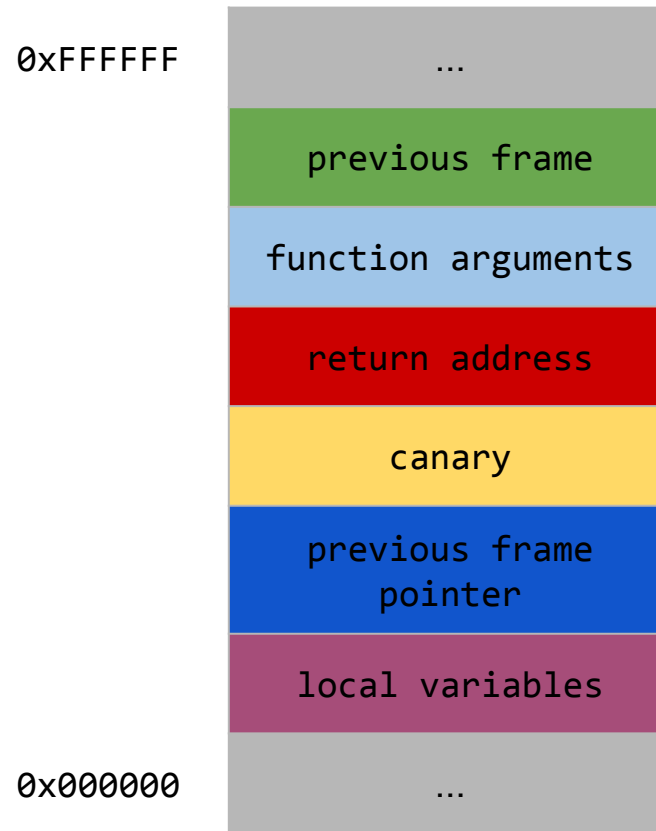 0xFFFFFF
...
previous frame
function arguments
return address
canary
previous frame
pointer
local variables
0x000000
...